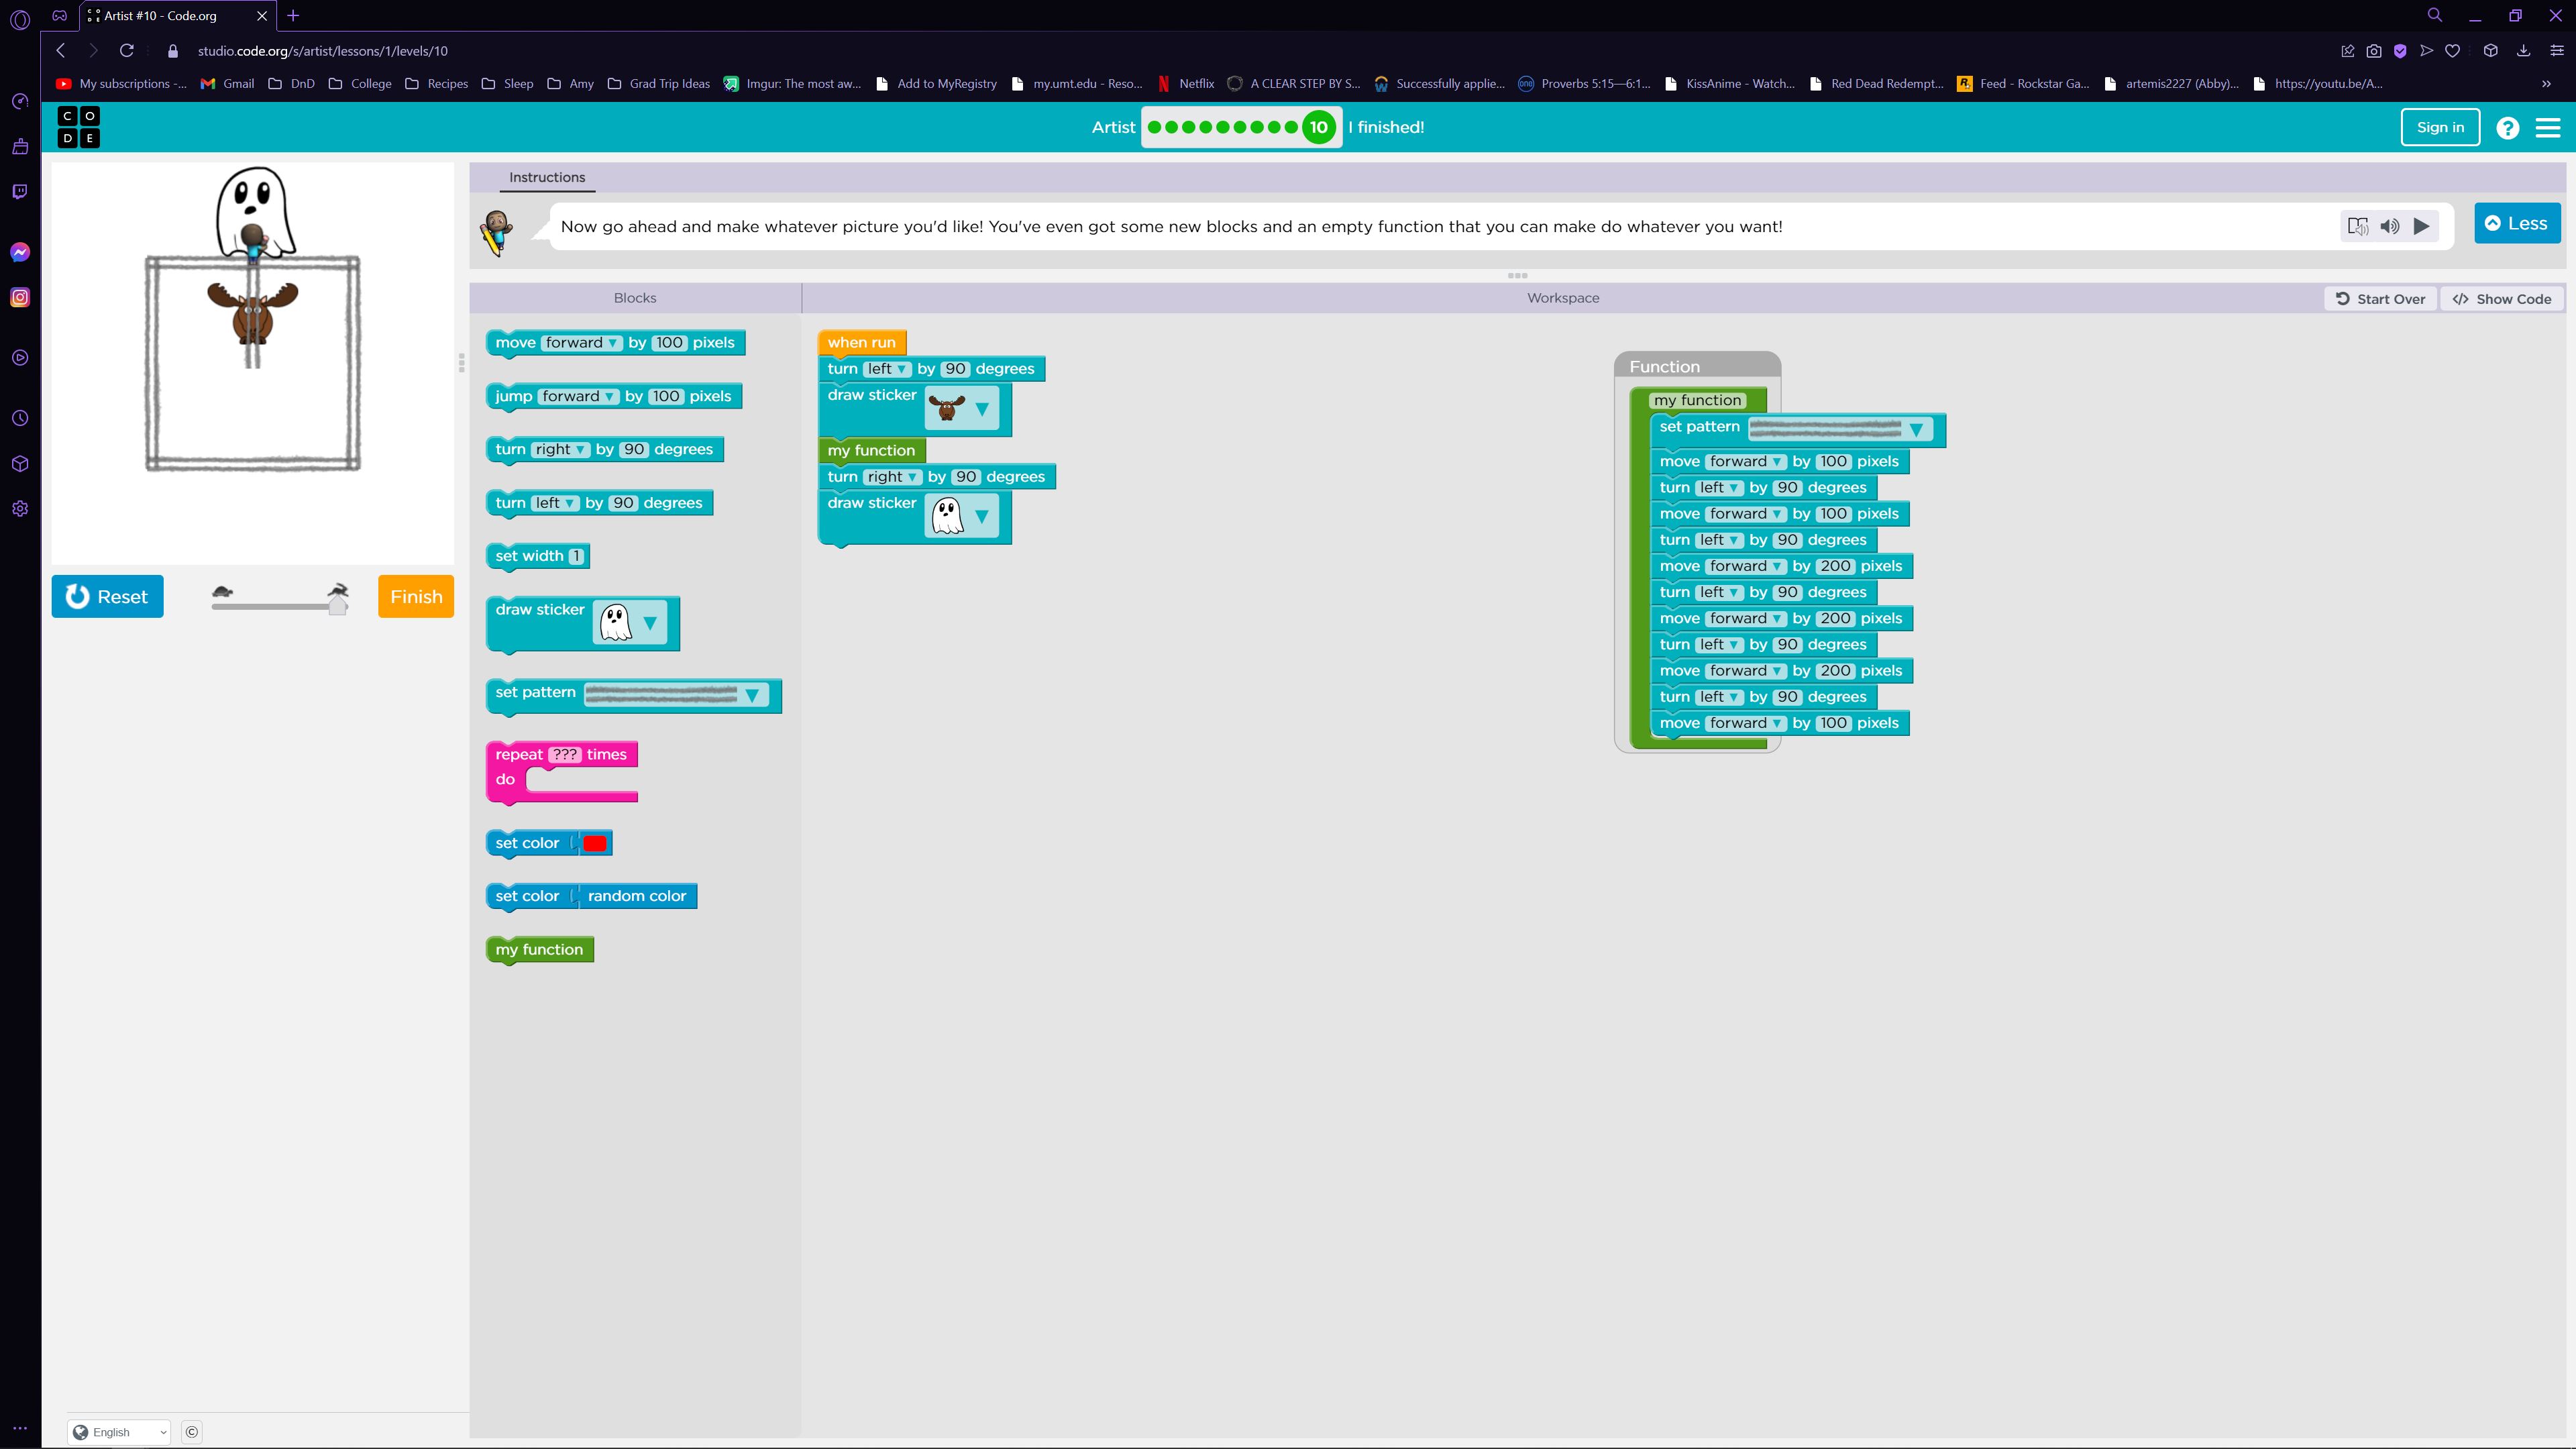 Artist #10 - Code.org
studio.code.org/s/artist/lessons/1/levels/10
My subscriptions -... Gmail DnD College Recipes Sleep Amy Grad Trip Ideas Imgur: The most aw... Add to MyRegistry my.umt.edu - Reso... Netflix A CLEAR STEP BY S... Successfully applie... Proverbs 5:15—6:1... KissAnime - Watch... Red Dead Redempt... Feed - Rockstar Ga... artemis2227 (Abby)... https://youtu.be/A... »
C O D E
Artist 10 I finished!
Sign in ?
Instructions
Now go ahead and make whatever picture you'd like! You've even got some new blocks and an empty function that you can make do whatever you want!
Less
Blocks
Workspace
Start Over
</> Show Code
Reset
Finish
move forward by 100 pixels
jump forward by 100 pixels
turn right by 90 degrees
turn left by 90 degrees
set width 1
draw sticker
set pattern
repeat ??? times
do
set color
set color random color
my function
when run
turn left by 90 degrees
draw sticker
my function
turn right by 90 degrees
draw sticker
Function
my function
set pattern
move forward by 100 pixels
turn left by 90 degrees
move forward by 100 pixels
turn left by 90 degrees
move forward by 200 pixels
turn left by 90 degrees
move forward by 200 pixels
turn left by 90 degrees
move forward by 200 pixels
turn left by 90 degrees
move forward by 100 pixels
English
©